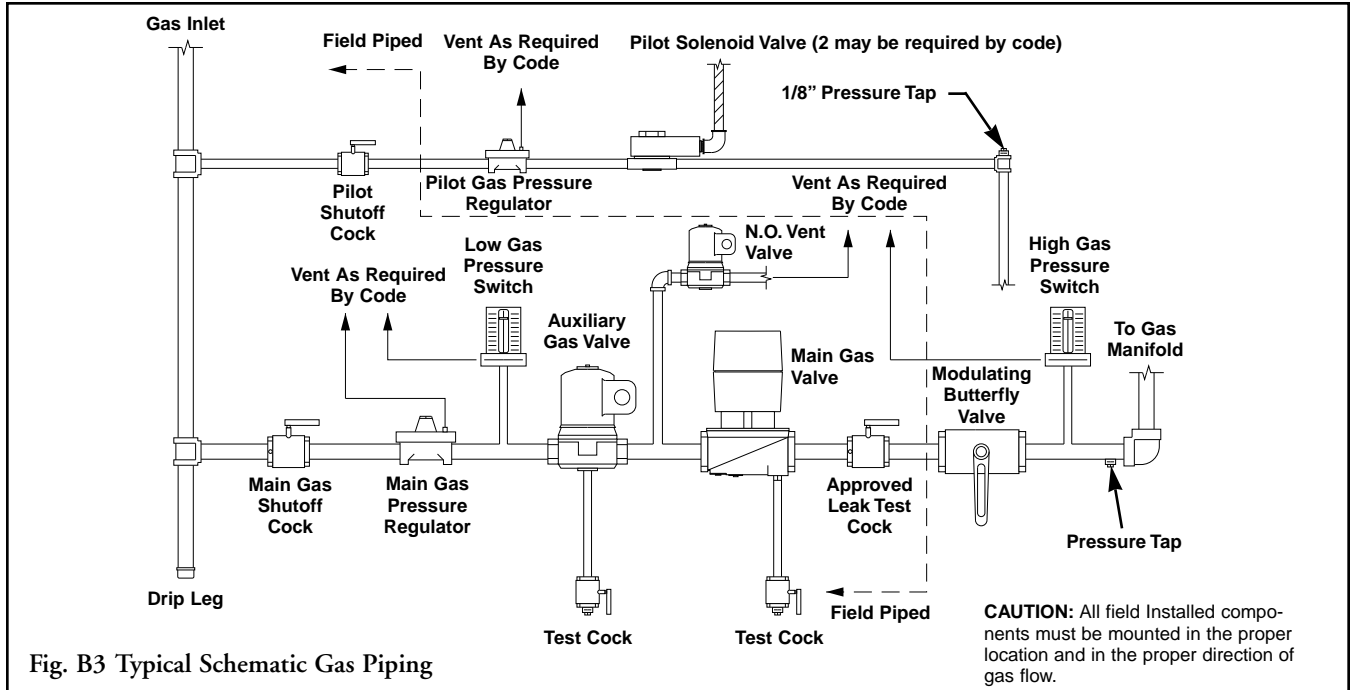 Gas Inlet
Field Piped
Vent As Required
By Code
Pilot Solenoid Valve (2 may be required by code)
1/8” Pressure Tap
Pilot
Shutoff
Cock
Pilot Gas Pressure
Regulator
Vent As Required
By Code
N.O. Vent
Valve
Low Gas
Pressure
Switch
High Gas
Pressure
Switch
Vent As Required
By Code
Auxiliary
Gas Valve
Main Gas
Valve
To Gas
Manifold
Modulating
Butterfly
Valve
Main Gas
Shutoff
Cock
Main Gas
Pressure
Regulator
Approved
Leak Test
Cock
Pressure Tap
Drip Leg
Test Cock
Test Cock
Field Piped
CAUTION: All field Installed compo-
nents must be mounted in the proper
location and in the proper direction of
gas flow.
Fig. B3 Typical Schematic Gas Piping